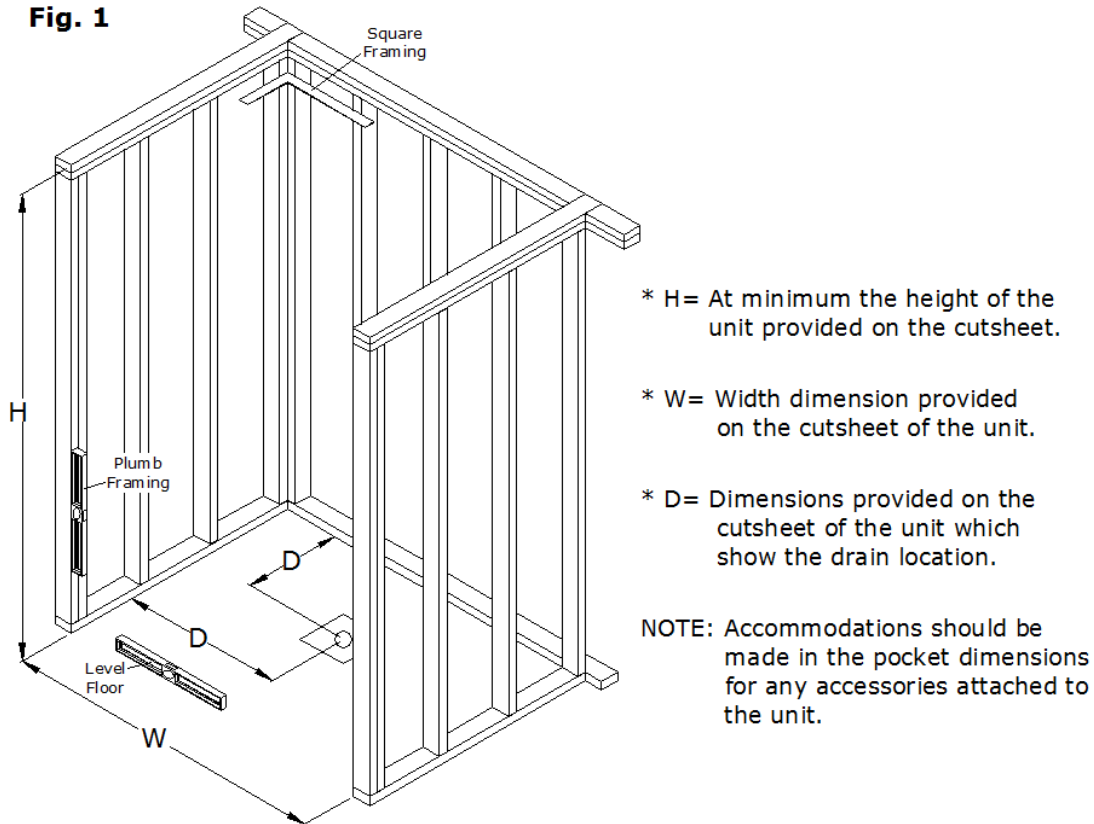 Fig. 1
Square
Framing
H
Plumb
Framing
D
D
Level
Floor
W
* H= At minimum the height of the
unit provided on the cutsheet.
* W= Width dimension provided
on the cutsheet of the unit.
* D= Dimensions provided on the
cutsheet of the unit which
show the drain location.
NOTE: Accommodations should be
made in the pocket dimensions
for any accessories attached to
the unit.